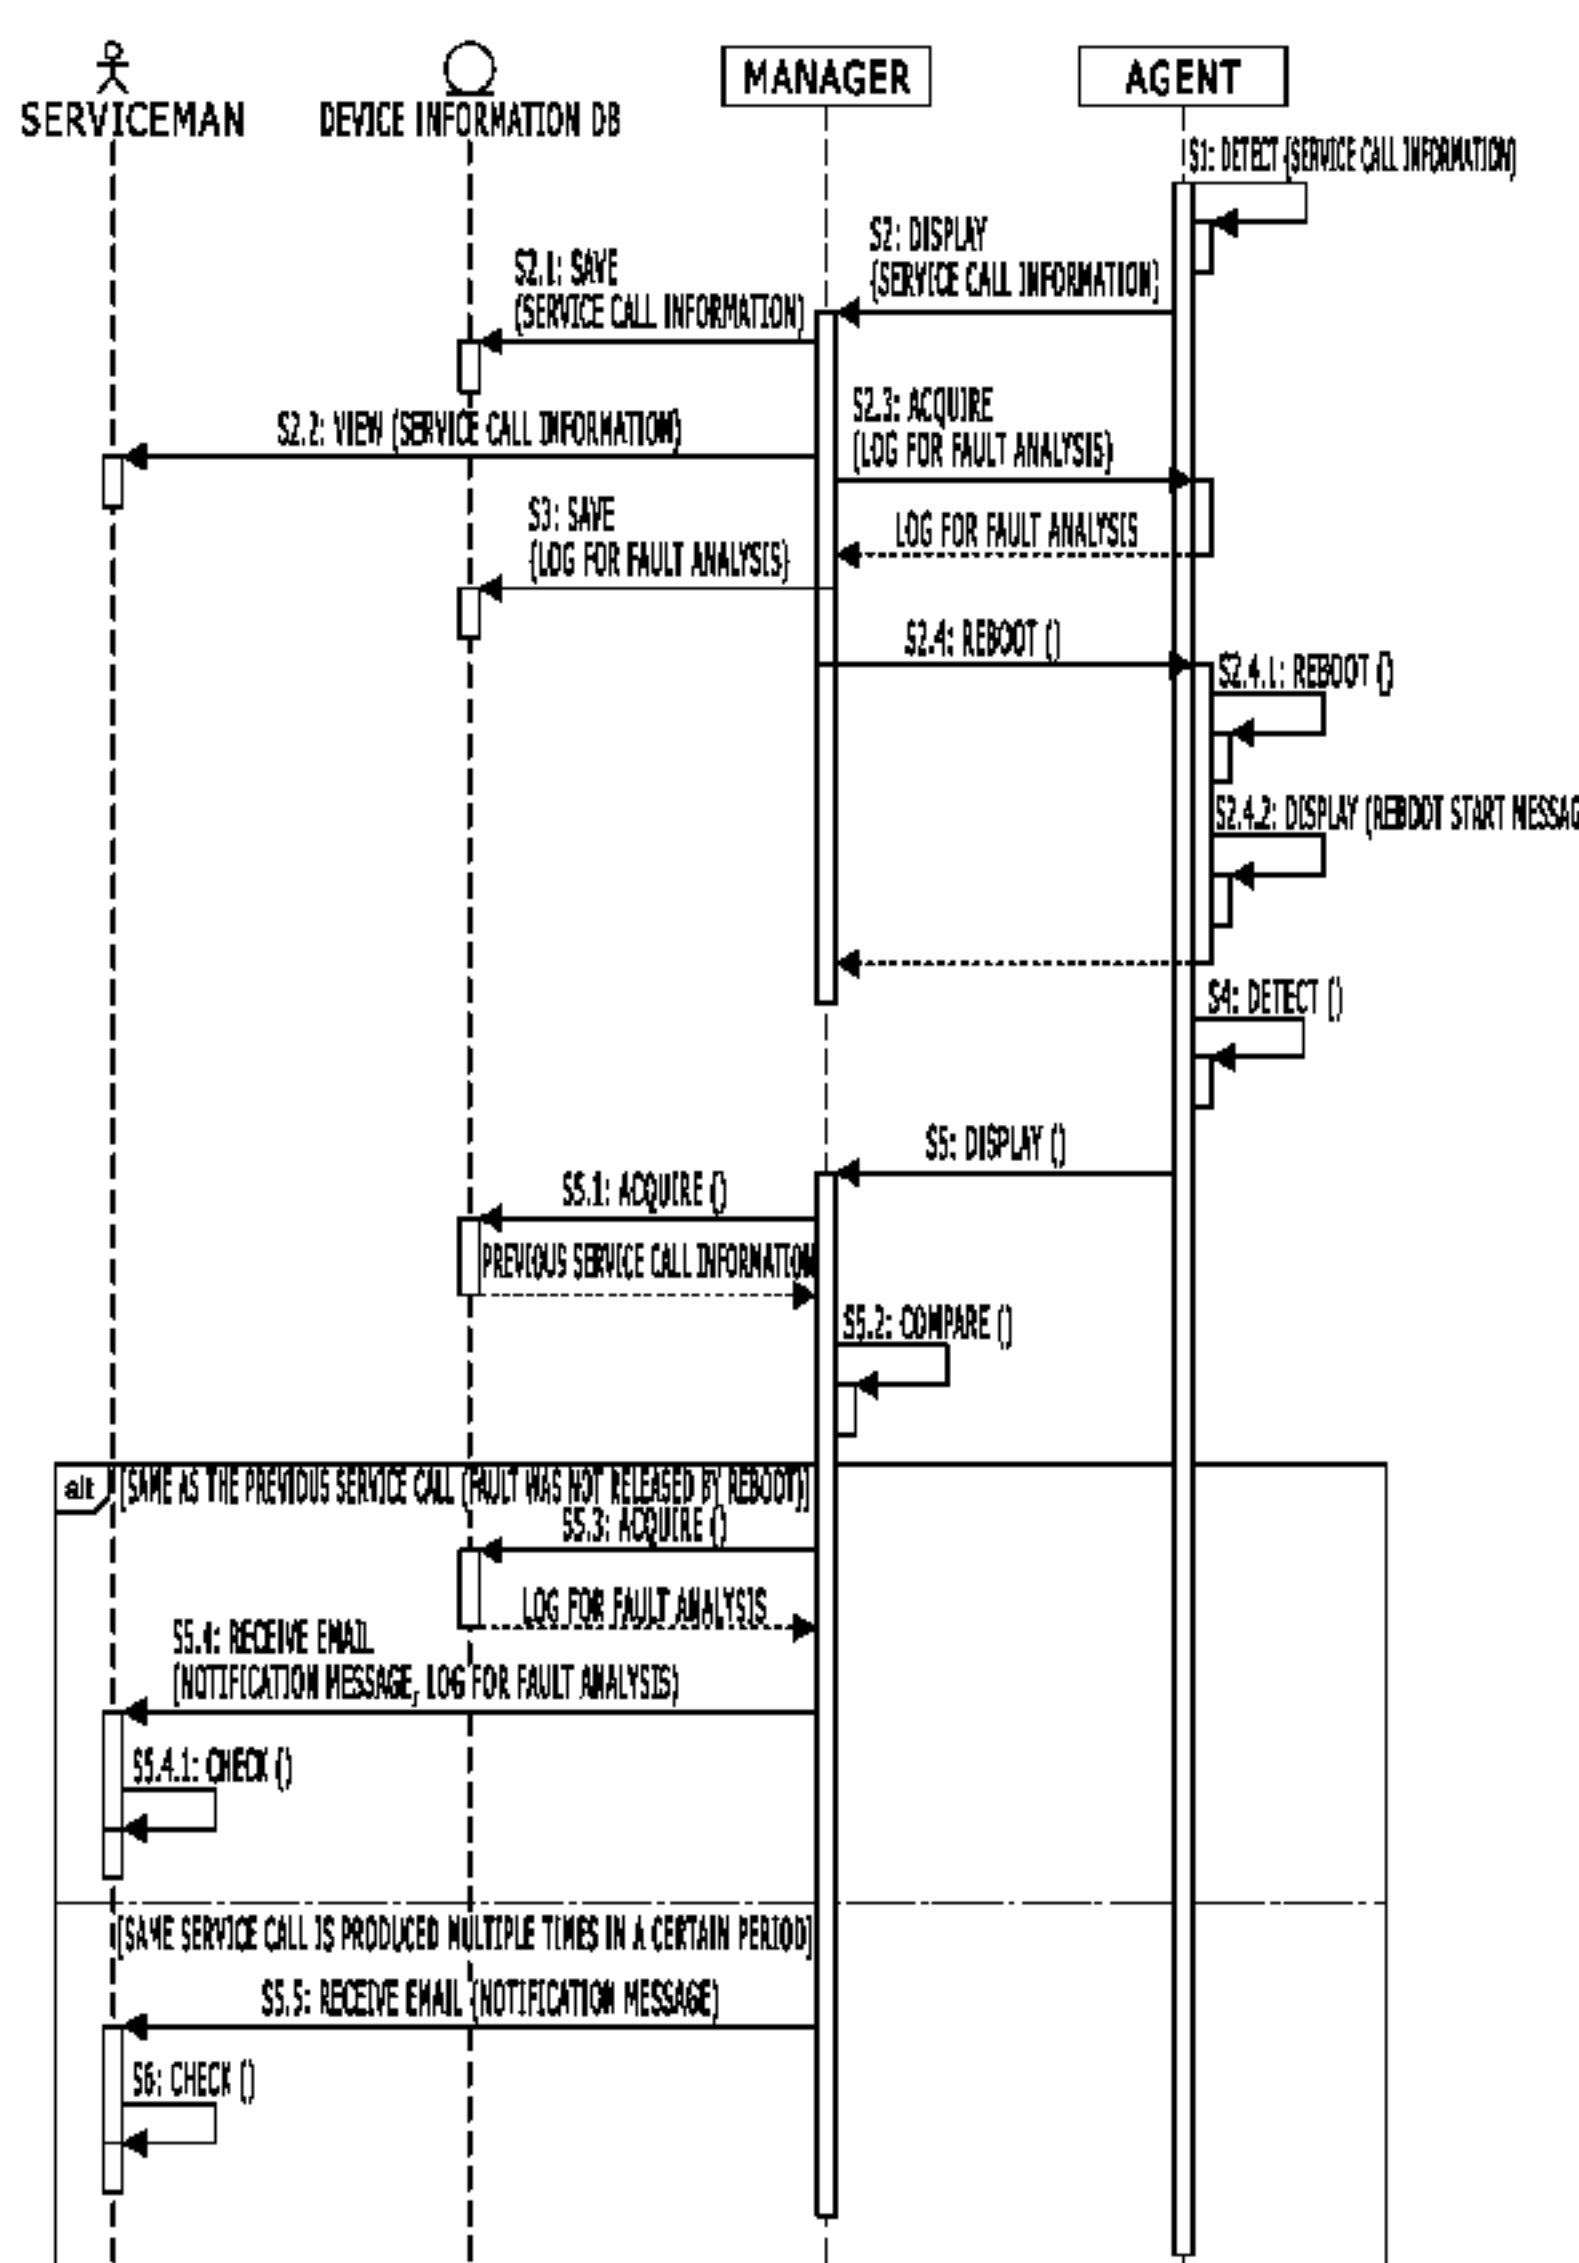 SERVICEMAN
DEVICE INFORMATION DB
MANAGER
AGENT
S1: DETECT (SERVICE CALL INFORMATION)
S2: DISPLAY
(SERVICE CALL INFORMATION)
S2.1: SAVE
(SERVICE CALL INFORMATION)
S2.2: VIEW (SERVICE CALL INFORMATION)
S2.3: ACQUIRE
(LOG FOR FAULT ANALYSIS)
LOG FOR FAULT ANALYSIS
S3: SAVE
(LOG FOR FAULT ANALYSIS)
S2.4: REBOOT ()
S2.4.1: REBOOT ()
S2.4.2: DISPLAY (REBOOT START MESSAG
S4: DETECT ()
S5: DISPLAY ()
S5.1: ACQUIRE ()
PREVIOUS SERVICE CALL INFORMATION
S5.2: COMPARE ()
alt
[SAME AS THE PREVIOUS SERVICE CALL (FAULT WAS NOT RELEASED BY REBOOT)]
S5.3: ACQUIRE ()
LOG FOR FAULT ANALYSIS
S5.4: RECEIVE EMAIL
(NOTIFICATION MESSAGE, LOG FOR FAULT ANALYSIS)
S5.4.1: CHECK ()
[SAME SERVICE CALL IS PRODUCED MULTIPLE TIMES IN A CERTAIN PERIOD]
S5.5: RECEIVE EMAIL (NOTIFICATION MESSAGE)
S6: CHECK ()